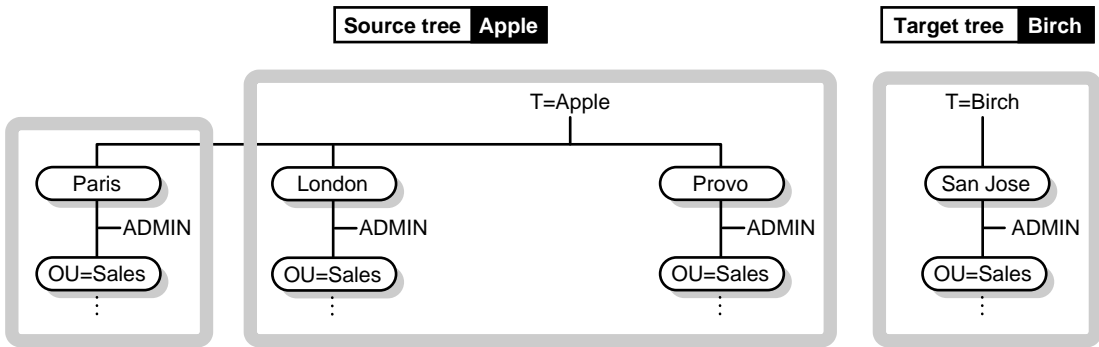 Source tree Apple
Target tree Birch
T=Apple
T=Birch
Paris
London
Provo
San Jose
ADMIN
ADMIN
ADMIN
ADMIN
OU=Sales
OU=Sales
OU=Sales
OU=Sales